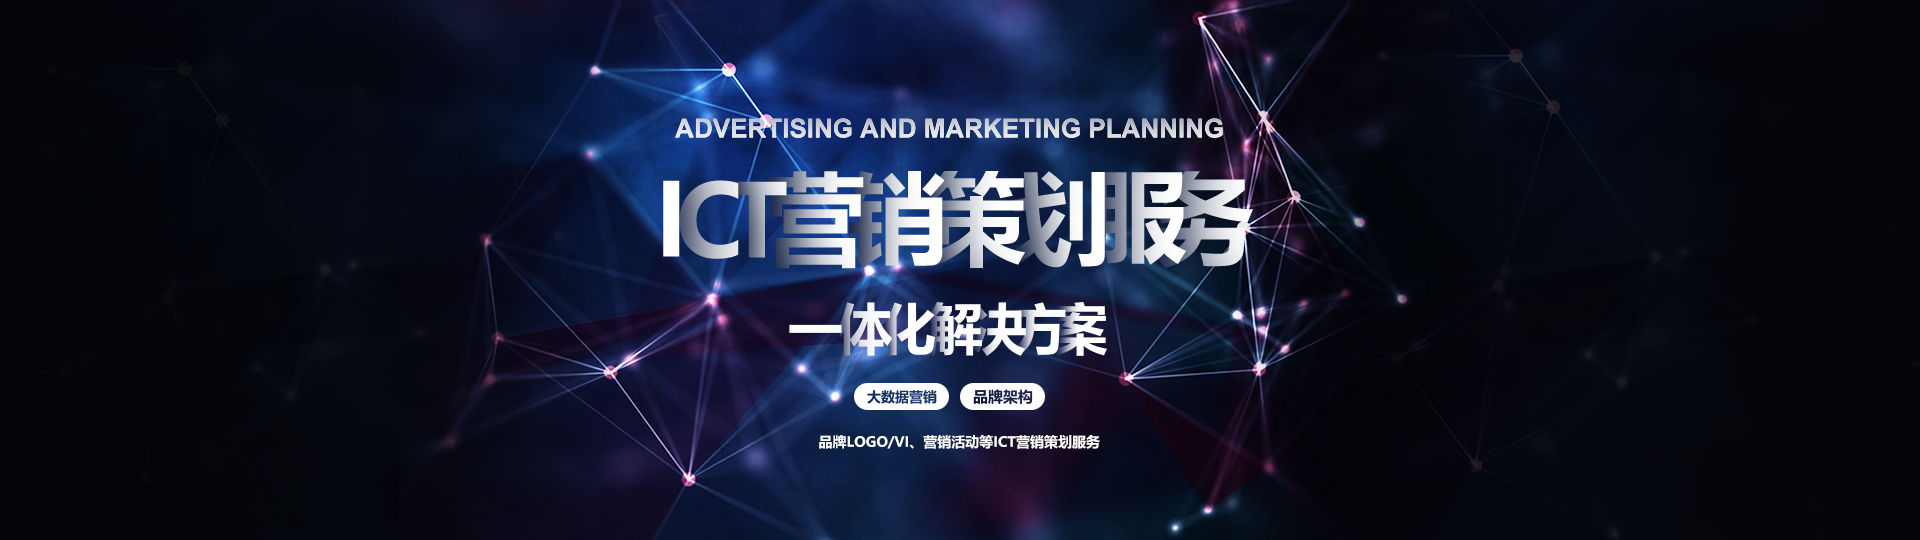 ADVERTISING AND MARKETING PLANNING
ICT营销策划服务
一体化解决方案
大数据营销 品牌架构
品牌LOGO/VI、营销活动等ICT营销策划服务